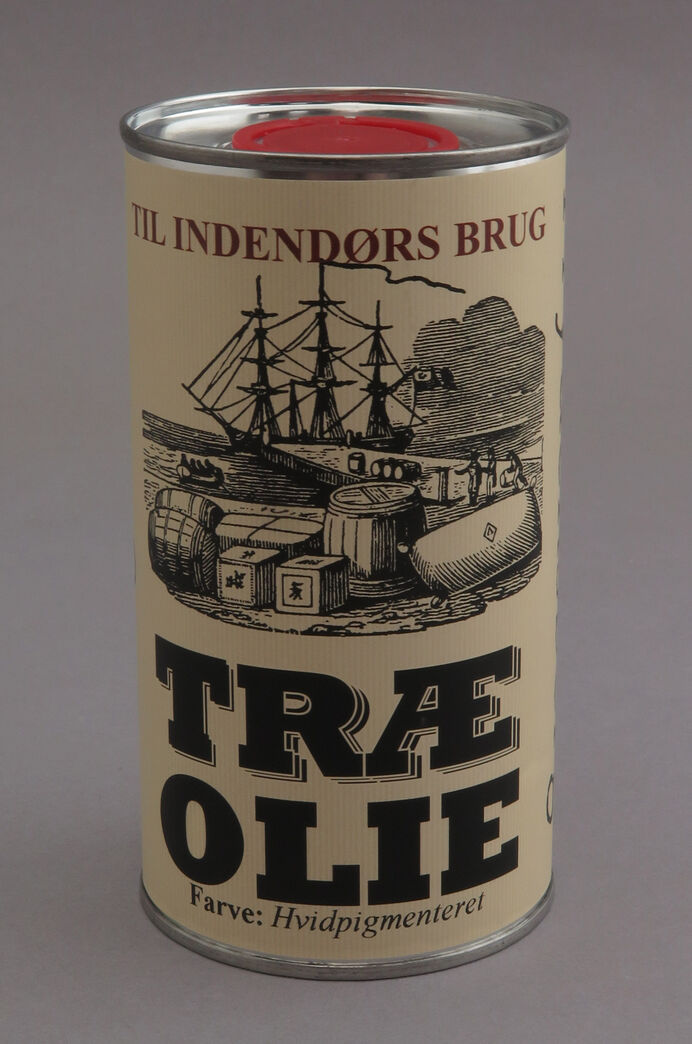 TIL INDENDØRS BRUG
TRÆ
OLIE
Farve: Hvidpigmenteret